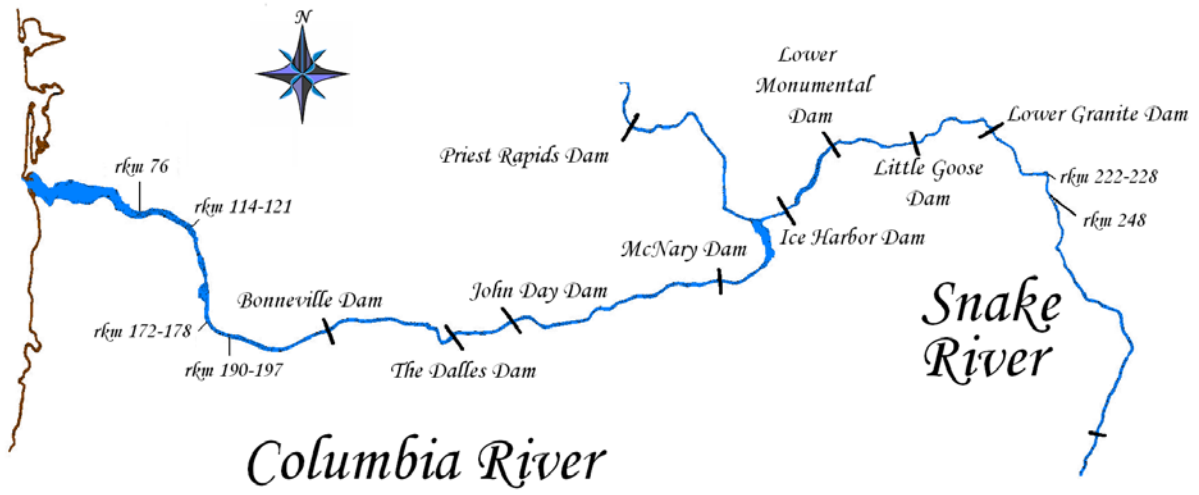 N
Lower
Monumental
Dam
Lower Granite Dam
Priest Rapids Dam
rkm 76
Little Goose
Dam
rkm 222-228
rkm 114-121
rkm 248
Ice Harbor Dam
McNary Dam
John Day Dam
Bonneville Dam
Snake
River
rkm 172-178
rkm 190-197
The Dalles Dam
Columbia River